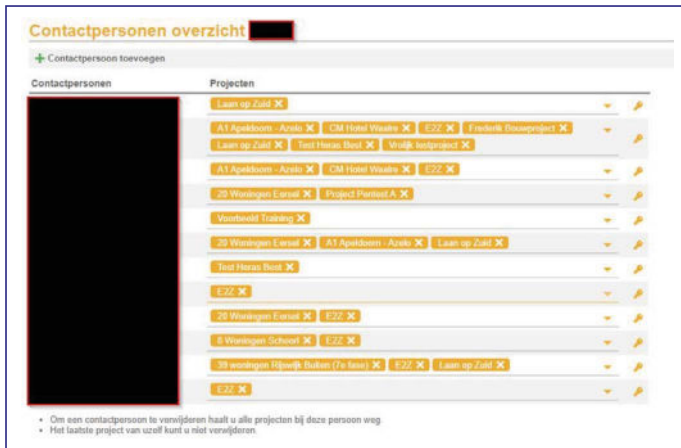 Contactpersonen overzicht
Contactpersoon toevoegen
Contactpersonen Projecten
Laan op Zuid
A1 Apeldoorn - Azelo CM Hotel Waalre E2Z Frederik Bouwproject
Laan op Zuid Test Heras Best Vrolijk testproject
A1 Apeldoorn - Azelo CM Hotel Waalre E2Z
20 Woningen Eersel Project Permeet A
Voorbeeld Training
20 Woningen Eersel A1 Apeldoorn - Azelo Laan op Zuid
Test Heras Best
E2Z
20 Woningen Eersel E2Z
8 Woningen Schoorl E2Z
39 woningen Rijswijk Buiten (7e fase) E2Z Laan op Zuid
E2Z
• Om een contactpersoon te verwijderen haalt u alle projecten bij deze persoon weg.
• Het laatste project van uzelf kunt u niet verwijderen.